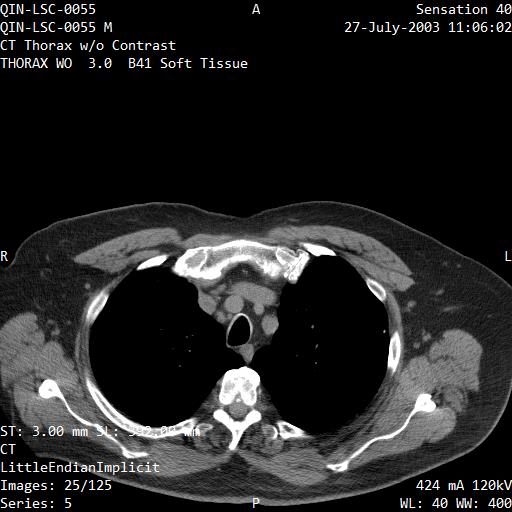 QIN-LSC-0055
A
Sensation 40
QIN-LSC-0055 M
27-July-2003 11:06:02
CT Thorax w/o Contrast
THORAX WO 3.0 B41 Soft Tissue
R
L
ST: 3.00 mm SL: mm
CT
LittleEndianImplicit
Images: 25/125
424 mA 120kV
Series: 5
P
WL: 40 WW: 400